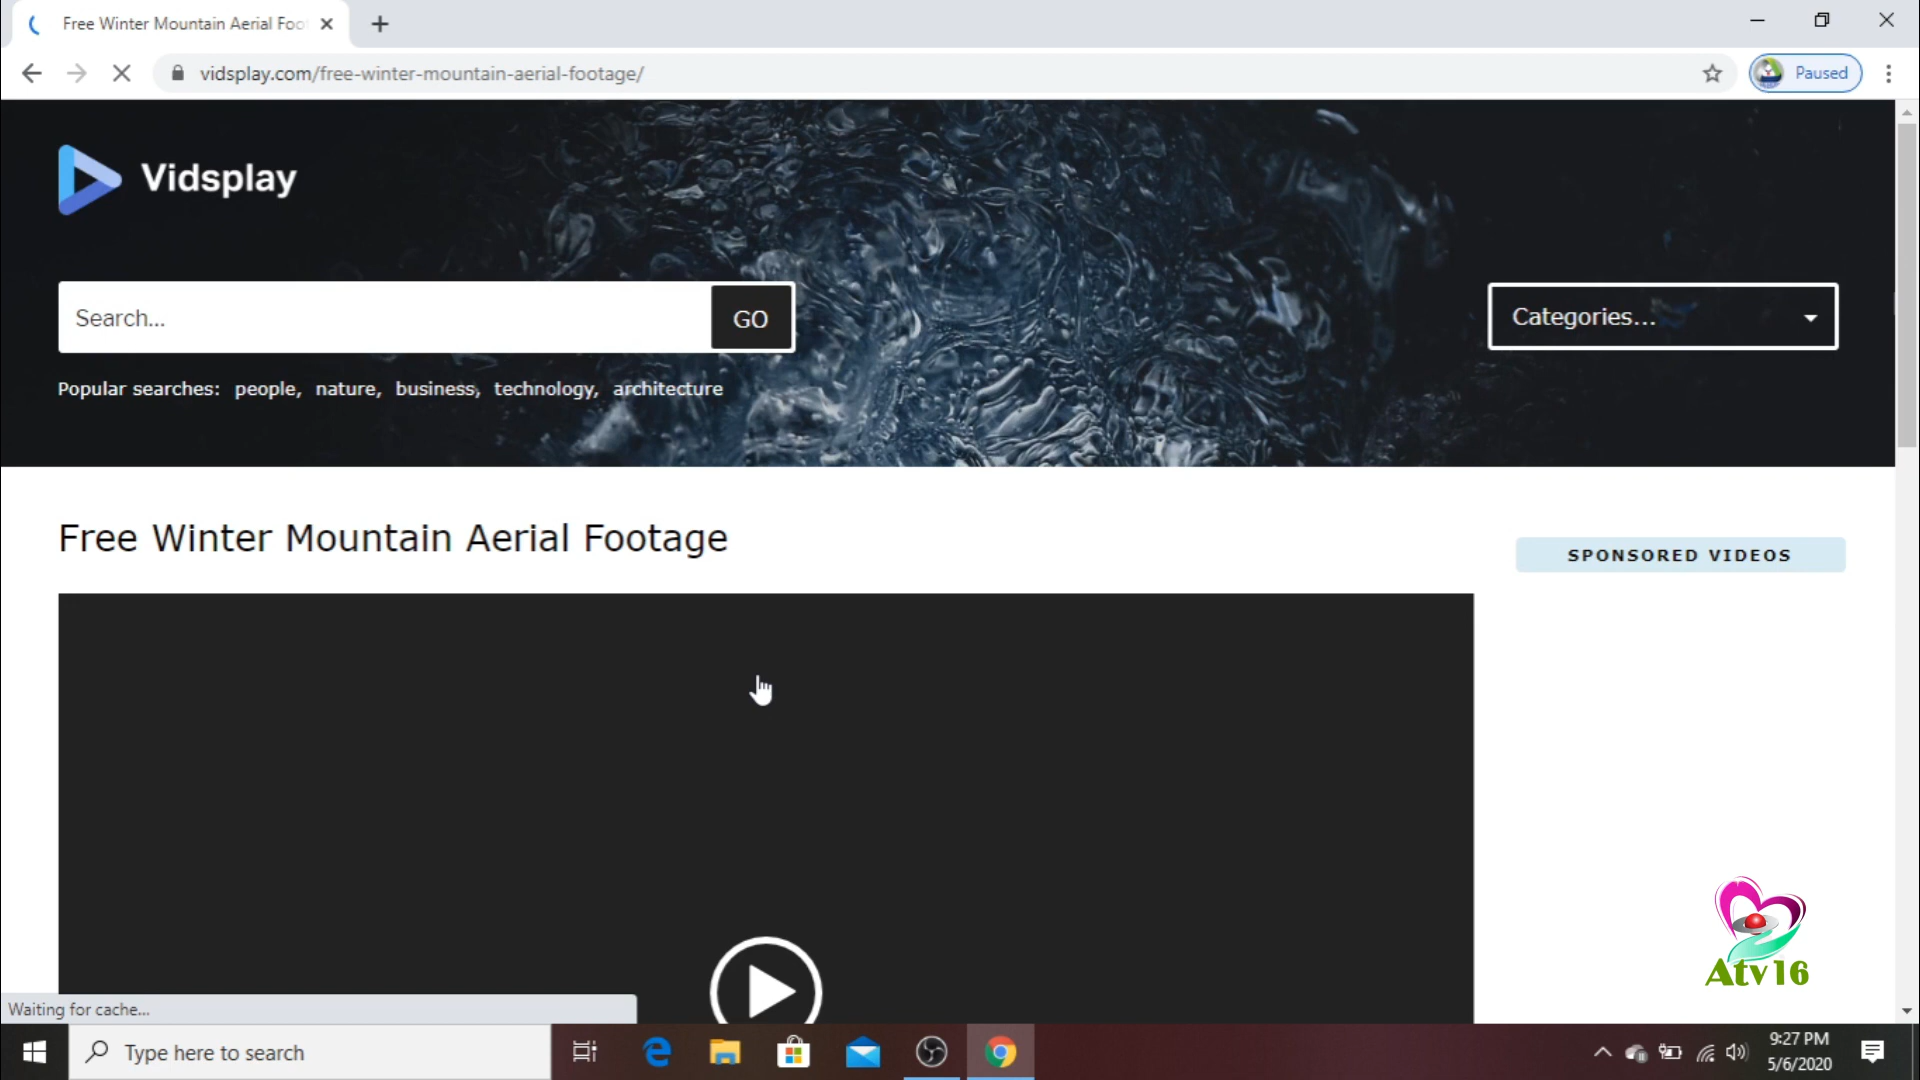 Free Winter Mountain Aerial Foo
vidsplay.com/free-winter-mountain-aerial-footage/
Paused
Vidsplay
Search...
GO
Categories...
Popular searches: people, nature, business, technology, architecture
Free Winter Mountain Aerial Footage
SPONSORED VIDEOS
Atv16
Waiting for cache...
Type here to search
9:27 PM
5/6/2020